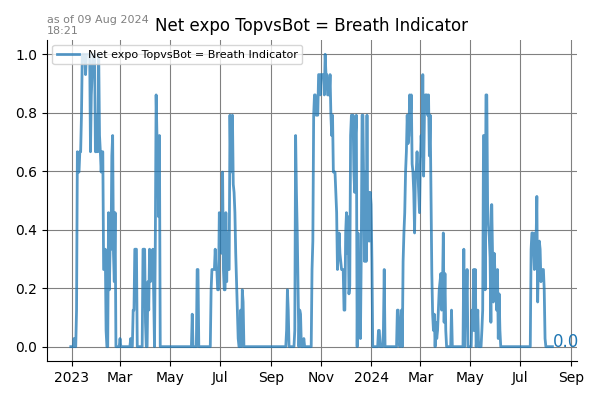 as of 09 Aug 2024
18:21
Net expo TopvsBot = Breath Indicator
Net expo TopvsBot = Breath Indicator
1.0
0.8
0.6
0.4
0.2
0.0
0.0
2023 Mar May Jul Sep Nov 2024 Mar May Jul Sep